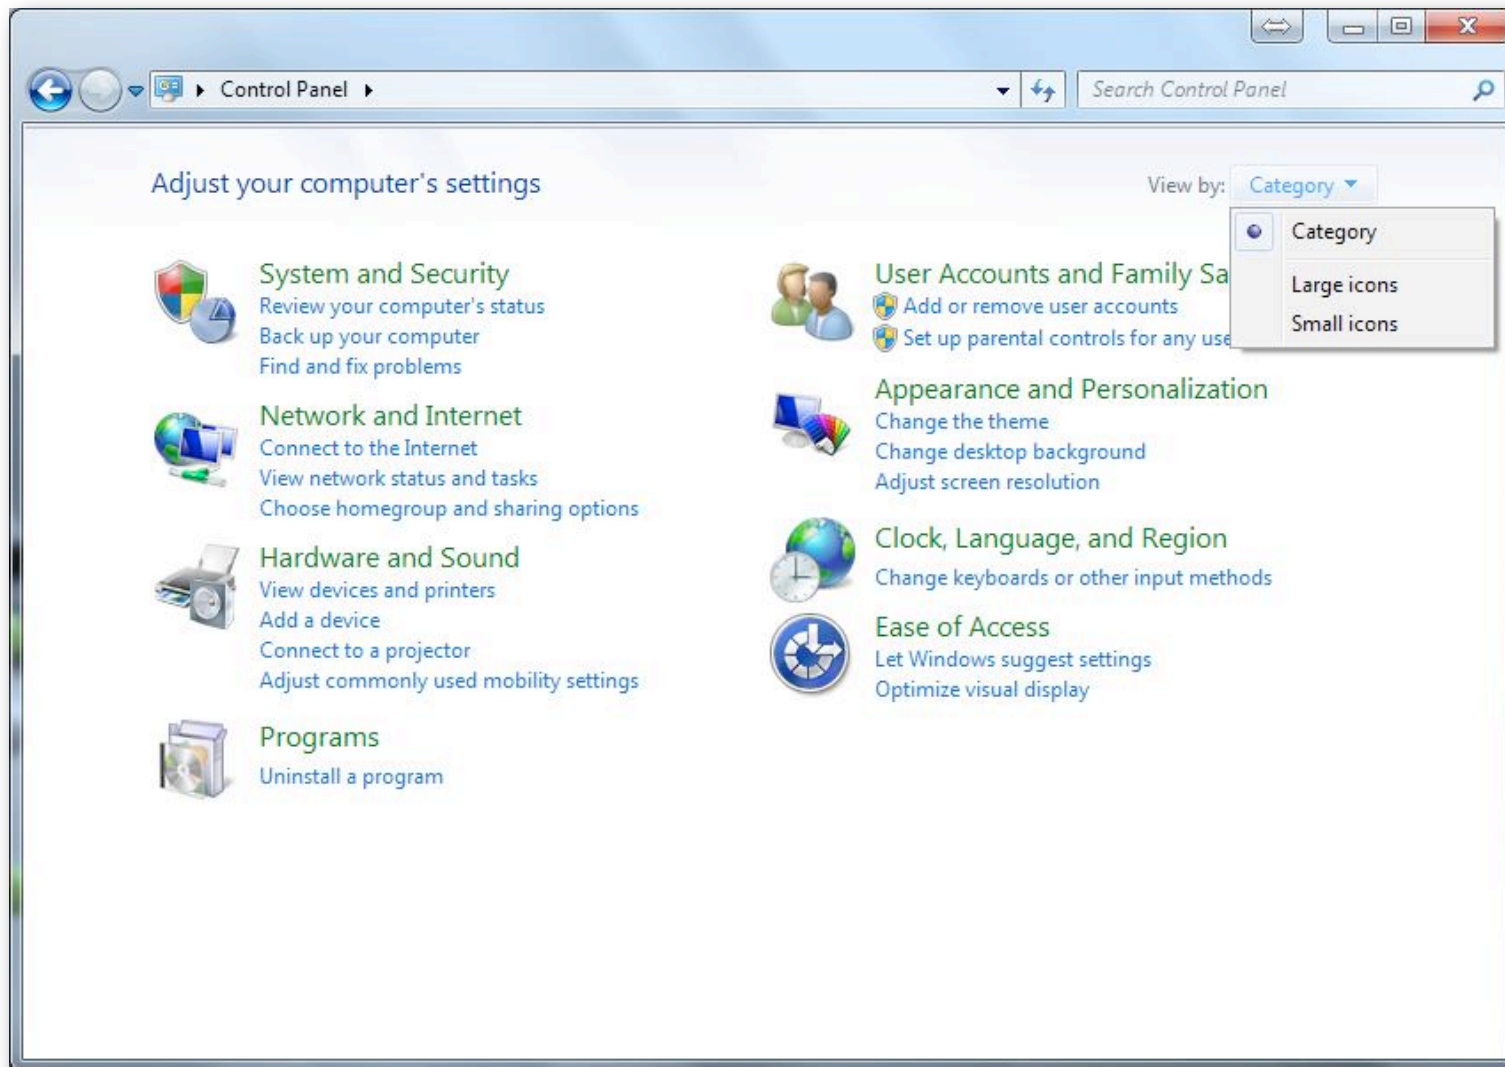 Control Panel
Search Control Panel
Adjust your computer's settings
View by: Category
Category
Large icons
Small icons
System and Security
Review your computer's status
Back up your computer
Find and fix problems
Network and Internet
Connect to the Internet
View network status and tasks
Choose homegroup and sharing options
Hardware and Sound
View devices and printers
Add a device
Connect to a projector
Adjust commonly used mobility settings
Programs
Uninstall a program
User Accounts and Family Sa
Add or remove user accounts
Set up parental controls for any use
Appearance and Personalization
Change the theme
Change desktop background
Adjust screen resolution
Clock, Language, and Region
Change keyboards or other input methods
Ease of Access
Let Windows suggest settings
Optimize visual display